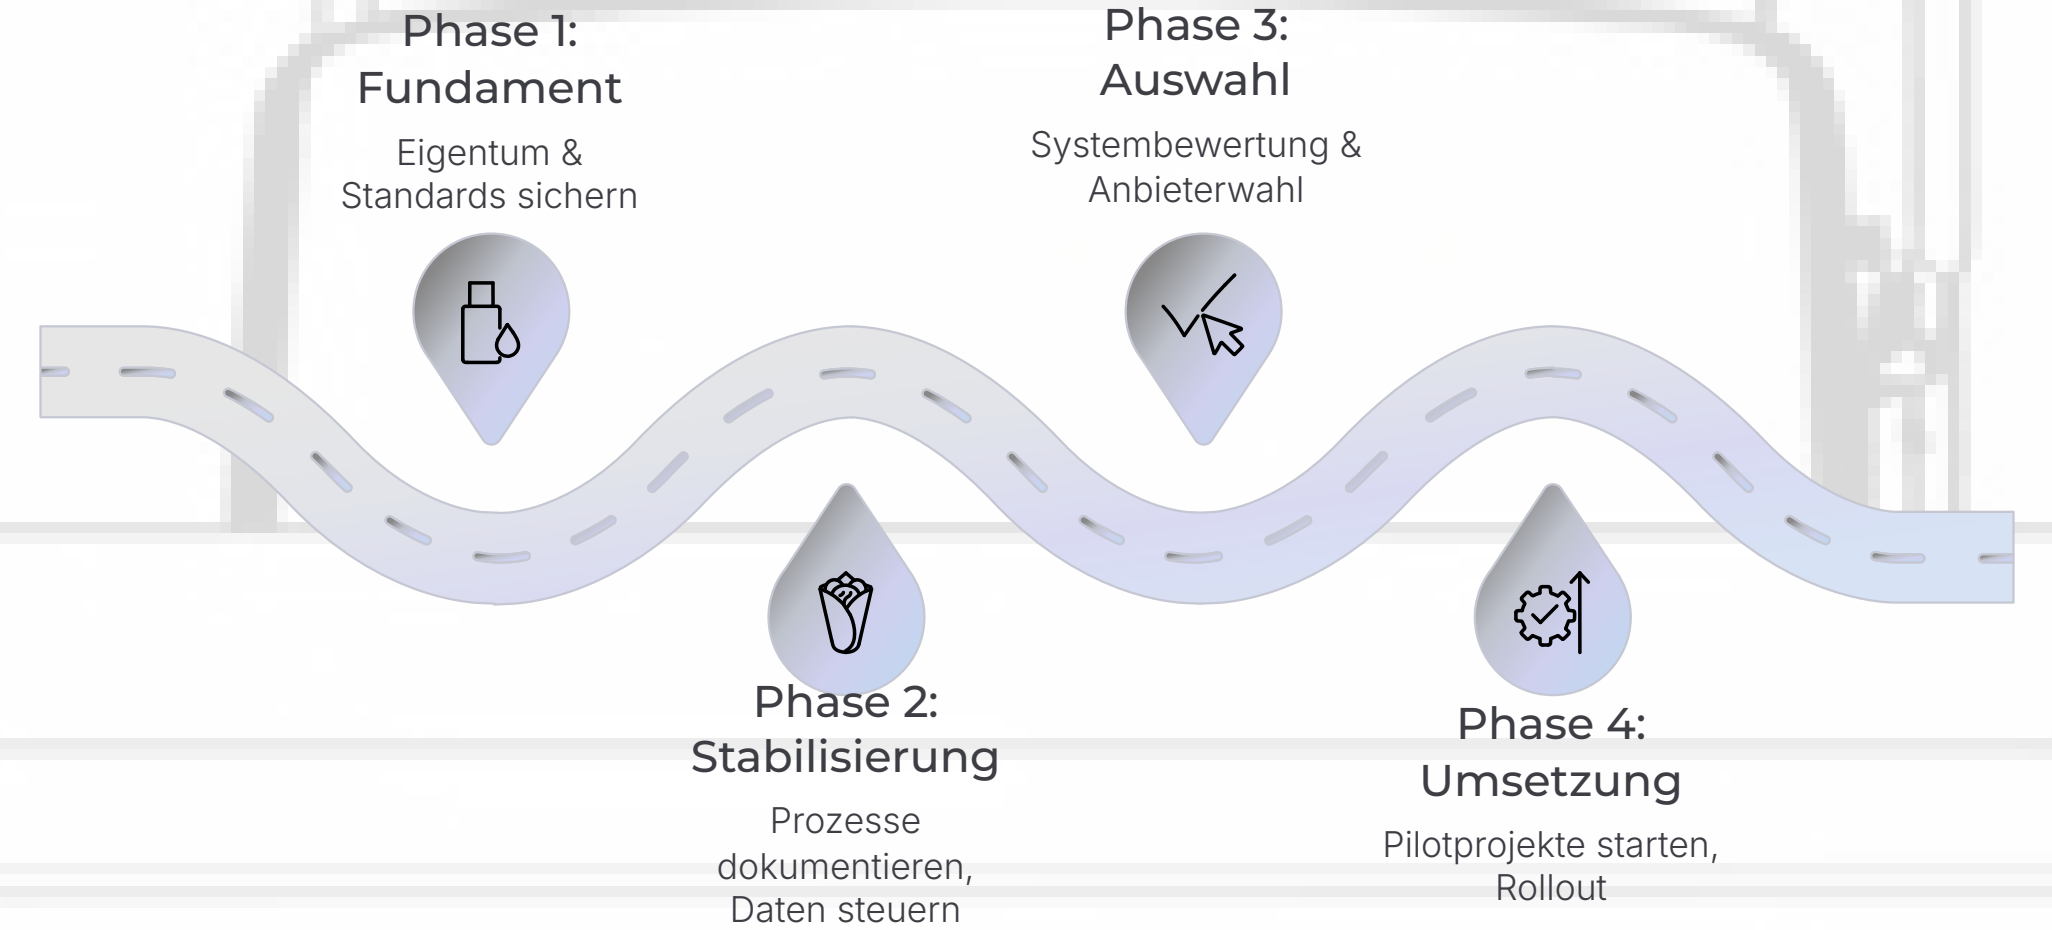 Phase 1:
Fundament
Eigentum &
Standards sichern
Phase 3:
Auswahl
Systembewertung &
Anbieterwahl
Phase 2:
Stabilisierung
Prozesse
dokumentieren,
Daten steuern
Phase 4:
Umsetzung
Pilotprojekte starten,
Rollout